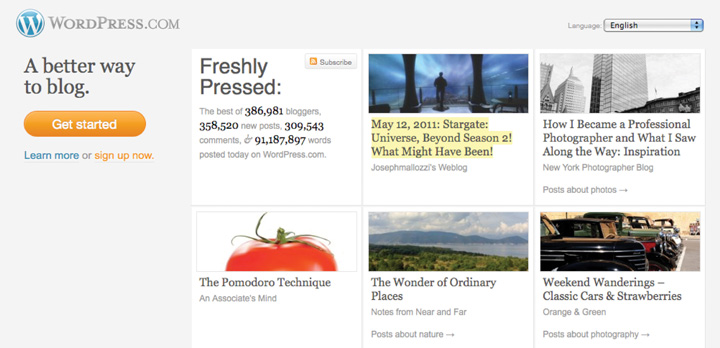 WORDPRESS.COM
Language: English
A better way
to blog.
Get started
Learn more or sign up now.
Freshly
Pressed:
Subscribe
The best of 386,981 bloggers,
358,520 new posts, 309,543
comments, & 91,187,897 words
posted today on WordPress.com.
May 12, 2011: Stargate:
Universe, Beyond Season 2!
What Might Have Been!
Josephmallozzi's Weblog
How I Became a Professional
Photographer and What I Saw
Along the Way: Inspiration
New York Photographer Blog
Posts about photos →
The Pomodoro Technique
An Associate's Mind
The Wonder of Ordinary
Places
Notes from Near and Far
Posts about nature →
Weekend Wanderings –
Classic Cars & Strawberries
Orange & Green
Posts about photography →